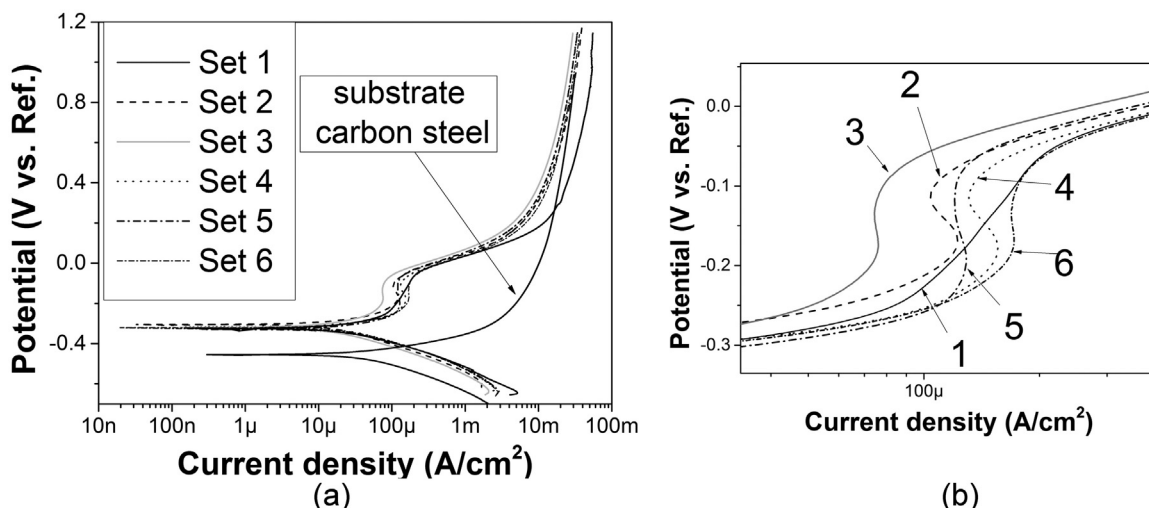 1.2
0.8
0.4
0.0
-0.4
Potential (V vs. Ref.)
Set 1
Set 2
Set 3
Set 4
Set 5
Set 6
substrate
carbon steel
10n 100n 1µ 10µ 100µ 1m 10m 100m
Current density (A/cm²)
(a)
0.0
-0.1
-0.2
-0.3
Potential (V vs. Ref.)
2
3
4
6
5
1
100µ
Current density (A/cm²)
(b)